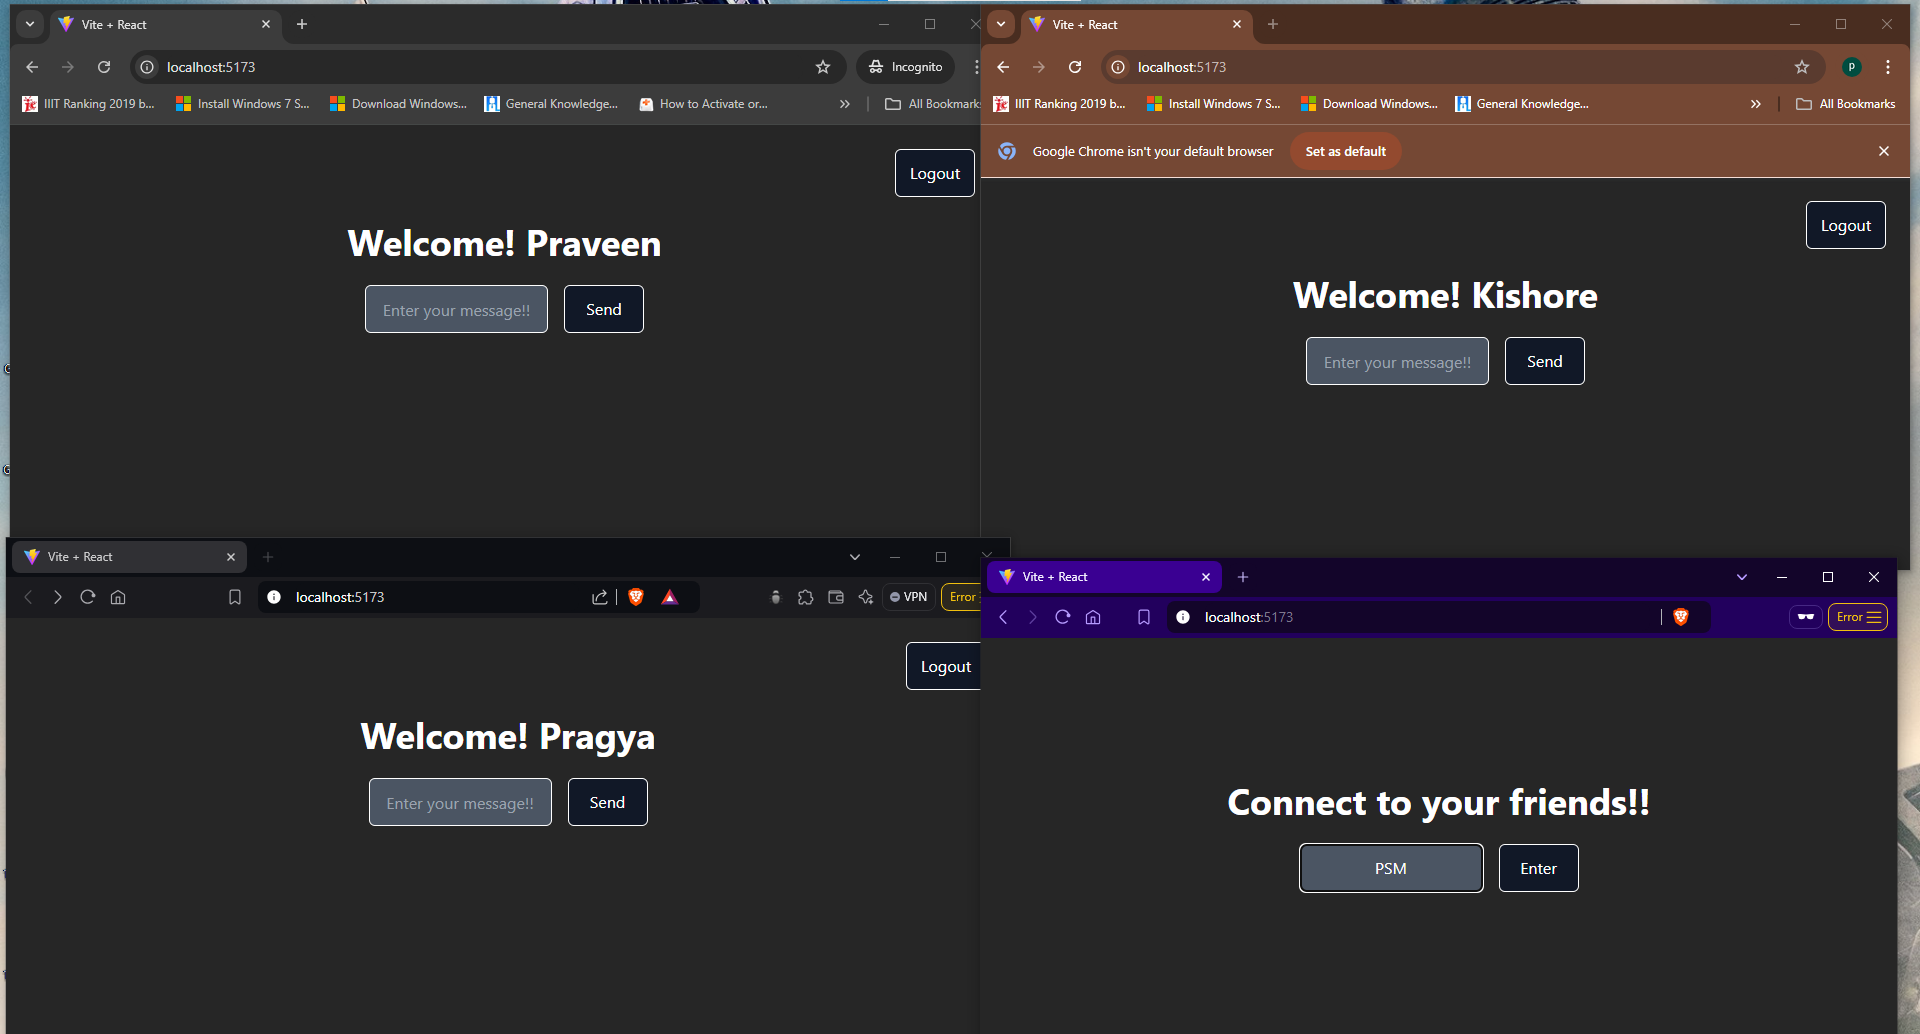 Vite + React
localhost:5173
Incognito
IIIT Ranking 2019 b...
Install Windows 7 S...
Download Windows...
General Knowledge...
How to Activate or...
All Bookmarks
Logout
Welcome! Praveen
Enter your message!!
Send
Vite + React
localhost:5173
P
IIIT Ranking 2019 b...
Install Windows 7 S...
Download Windows...
General Knowledge...
All Bookmarks
Google Chrome isn't your default browser
Set as default
Logout
Welcome! Kishore
Enter your message!!
Send
Vite + React
localhost:5173
VPN
Error
Logout
Welcome! Pragya
Enter your message!!
Send
Vite + React
localhost:5173
Error
Connect to your friends!!
PSM
Enter